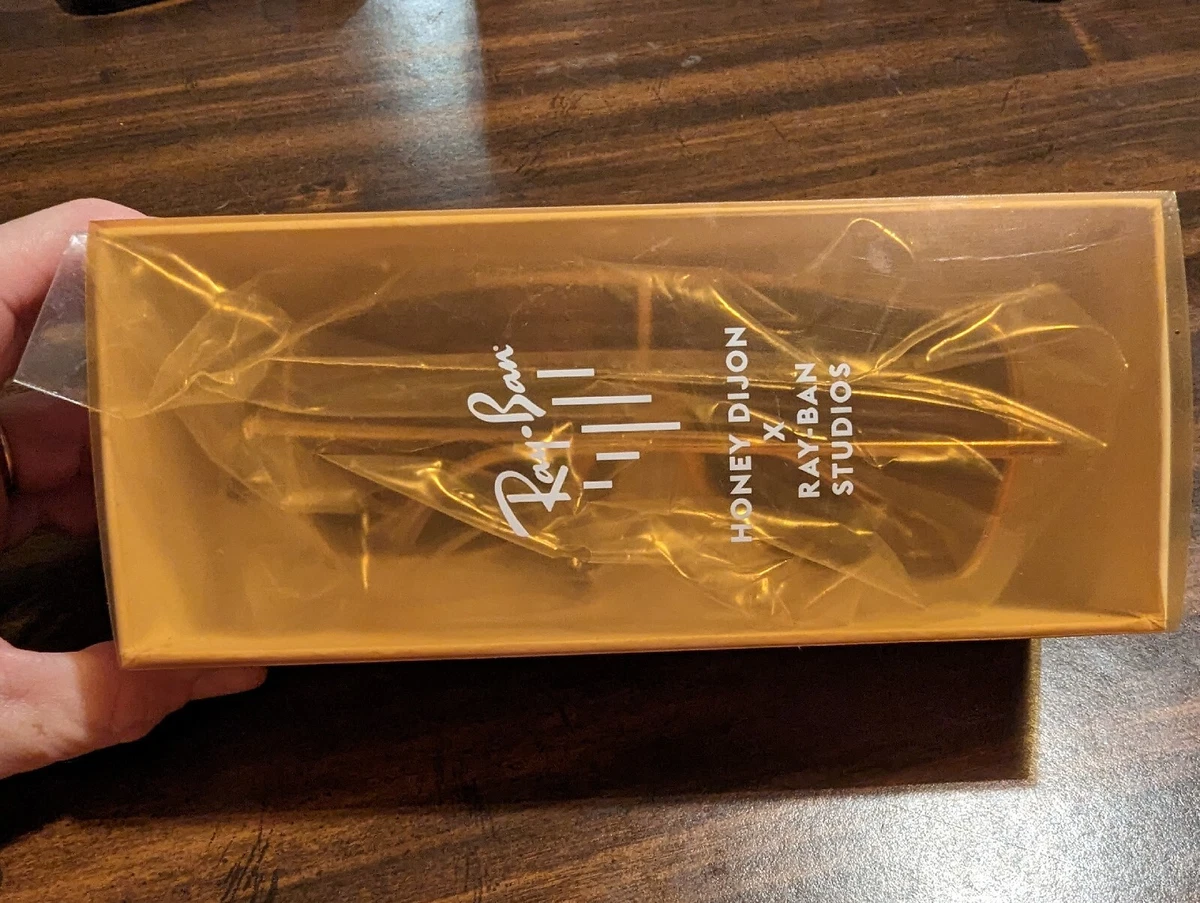 Ray-Ban
HONEY DIJON
X
RAY-BAN
STUDIOS